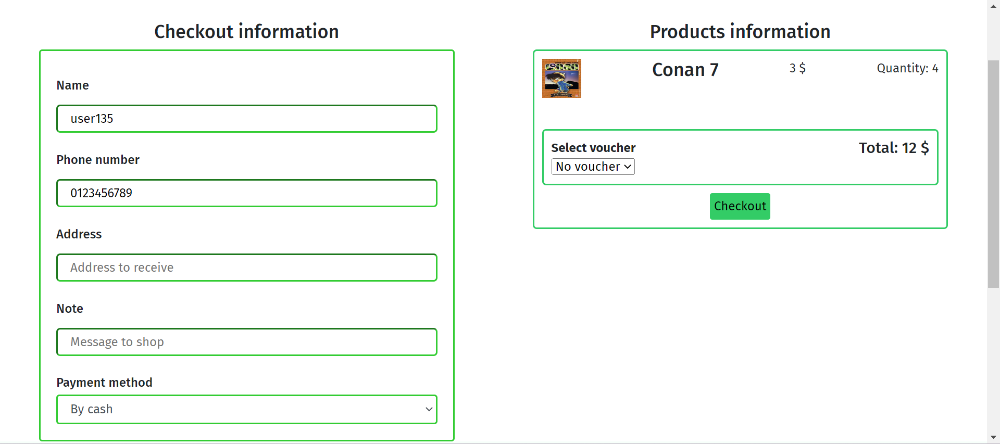 Checkout information
Name
user135
Phone number
0123456789
Address
Address to receive
Note
Message to shop
Payment method
By cash
Products information
Conan 7
3 $
Quantity: 4
Select voucher
No voucher
Total: 12 $
Checkout